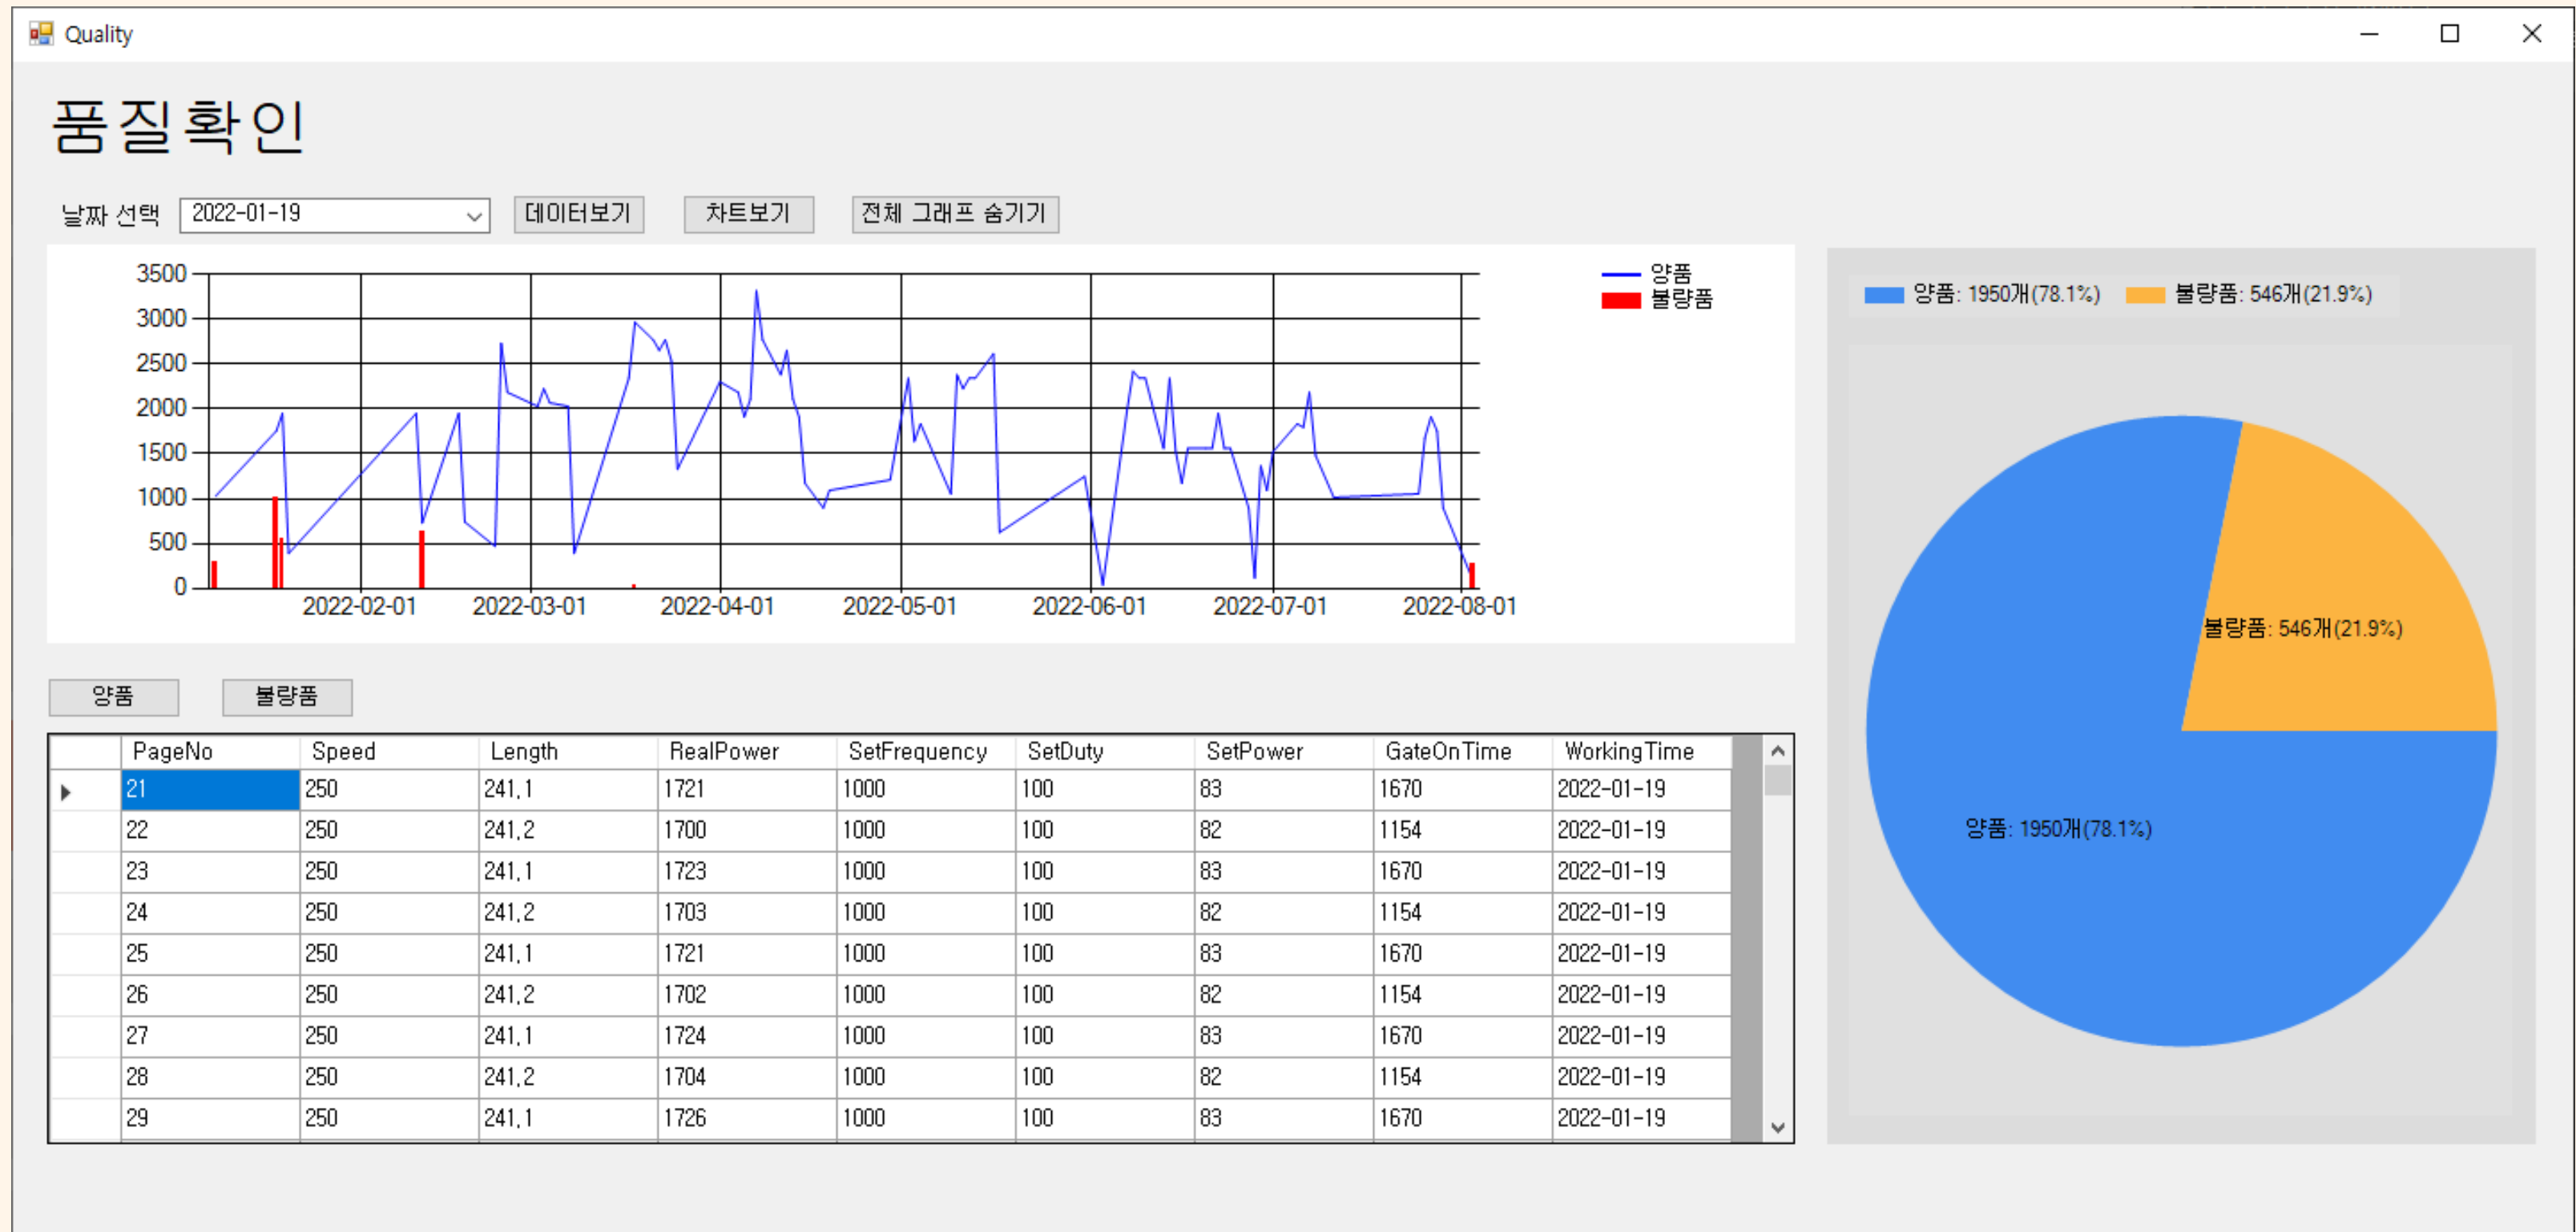 Quality
품질확인
날짜 선택 2022-01-19 데이터보기 차트보기 전체 그래프 숨기기
3500
3000
2500
2000
1500
1000
500
0
2022-02-01 2022-03-01 2022-04-01 2022-05-01 2022-06-01 2022-07-01 2022-08-01
양품
불량품
양품: 1950개(78.1%) 불량품: 546개(21.9%)
불량품: 546개(21.9%)
양품: 1950개(78.1%)
양품 불량품
PageNo Speed Length RealPower SetFrequency SetDuty SetPower GateOnTime WorkingTime
21 250 241,1 1721 1000 100 83 1670 2022-01-19
22 250 241,2 1700 1000 100 82 1154 2022-01-19
23 250 241,1 1723 1000 100 83 1670 2022-01-19
24 250 241,2 1703 1000 100 82 1154 2022-01-19
25 250 241,1 1721 1000 100 83 1670 2022-01-19
26 250 241,2 1702 1000 100 82 1154 2022-01-19
27 250 241,1 1724 1000 100 83 1670 2022-01-19
28 250 241,2 1704 1000 100 82 1154 2022-01-19
29 250 241,1 1726 1000 100 83 1670 2022-01-19